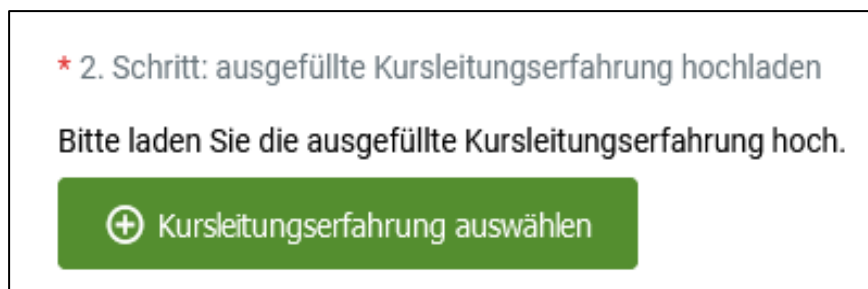 * 2. Schritt: ausgefüllte Kursleitungserfahrung hochladen
Bitte laden Sie die ausgefüllte Kursleitungserfahrung hoch.
Kursleitungserfahrung auswählen